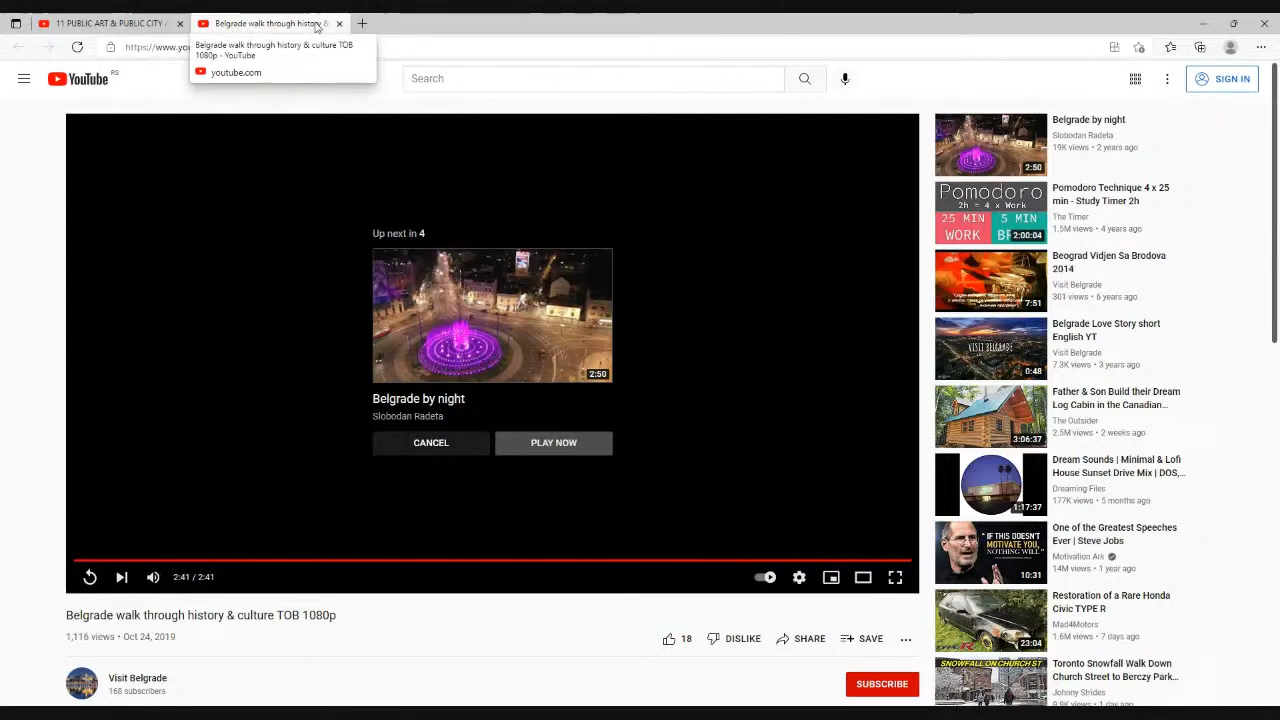 11 PUBLIC ART & PUBLIC CITY /
Belgrade walk through history &
https://www.yo
Belgrade walk through history & culture TOB
1080p - YouTube
youtube.com
YouTube RS
Search
SIGN IN
Up next in 4
2:50
Belgrade by night
Slobodan Radeta
CANCEL
PLAY NOW
2:41 / 2:41
Belgrade walk through history & culture TOB 1080p
1,116 views • Oct 24, 2019
18
DISLIKE
SHARE
SAVE
Visit Belgrade
168 subscribers
SUBSCRIBE
2:50
Belgrade by night
Slobodan Radeta
19K views • 2 years ago
Pomodoro
2h = 4 x Work
25 MIN
WORK
5 MIN
2:00:04
Pomodoro Technique 4 x 25
min - Study Timer 2h
The Timer
1.5M views • 4 years ago
7:51
Beograd Vidjen Sa Brodova
2014
Visit Belgrade
301 views • 6 years ago
VISIT BELGRADE
0:48
Belgrade Love Story short
English YT
Visit Belgrade
7.3K views • 3 years ago
3:06:37
Father & Son Build their Dream
Log Cabin in the Canadian...
The Outsider
2.5M views • 2 weeks ago
1:17:37
Dream Sounds | Minimal & Lofi
House Sunset Drive Mix | DOS,...
Dreaming Files
177K views • 5 months ago
"IF THIS DOESN'T
MOTIVATE YOU,
NOTHING WILL"
10:31
One of the Greatest Speeches
Ever | Steve Jobs
Motivation Ark
14M views • 1 year ago
23:04
Restoration of a Rare Honda
Civic TYPE R
Mad4Motors
1.6M views • 7 days ago
SNOWFALL ON CHURCH ST
Toronto Snowfall Walk Down
Church Street to Berczy Park...
Johnny Strides
9.9K views • 1 day ago